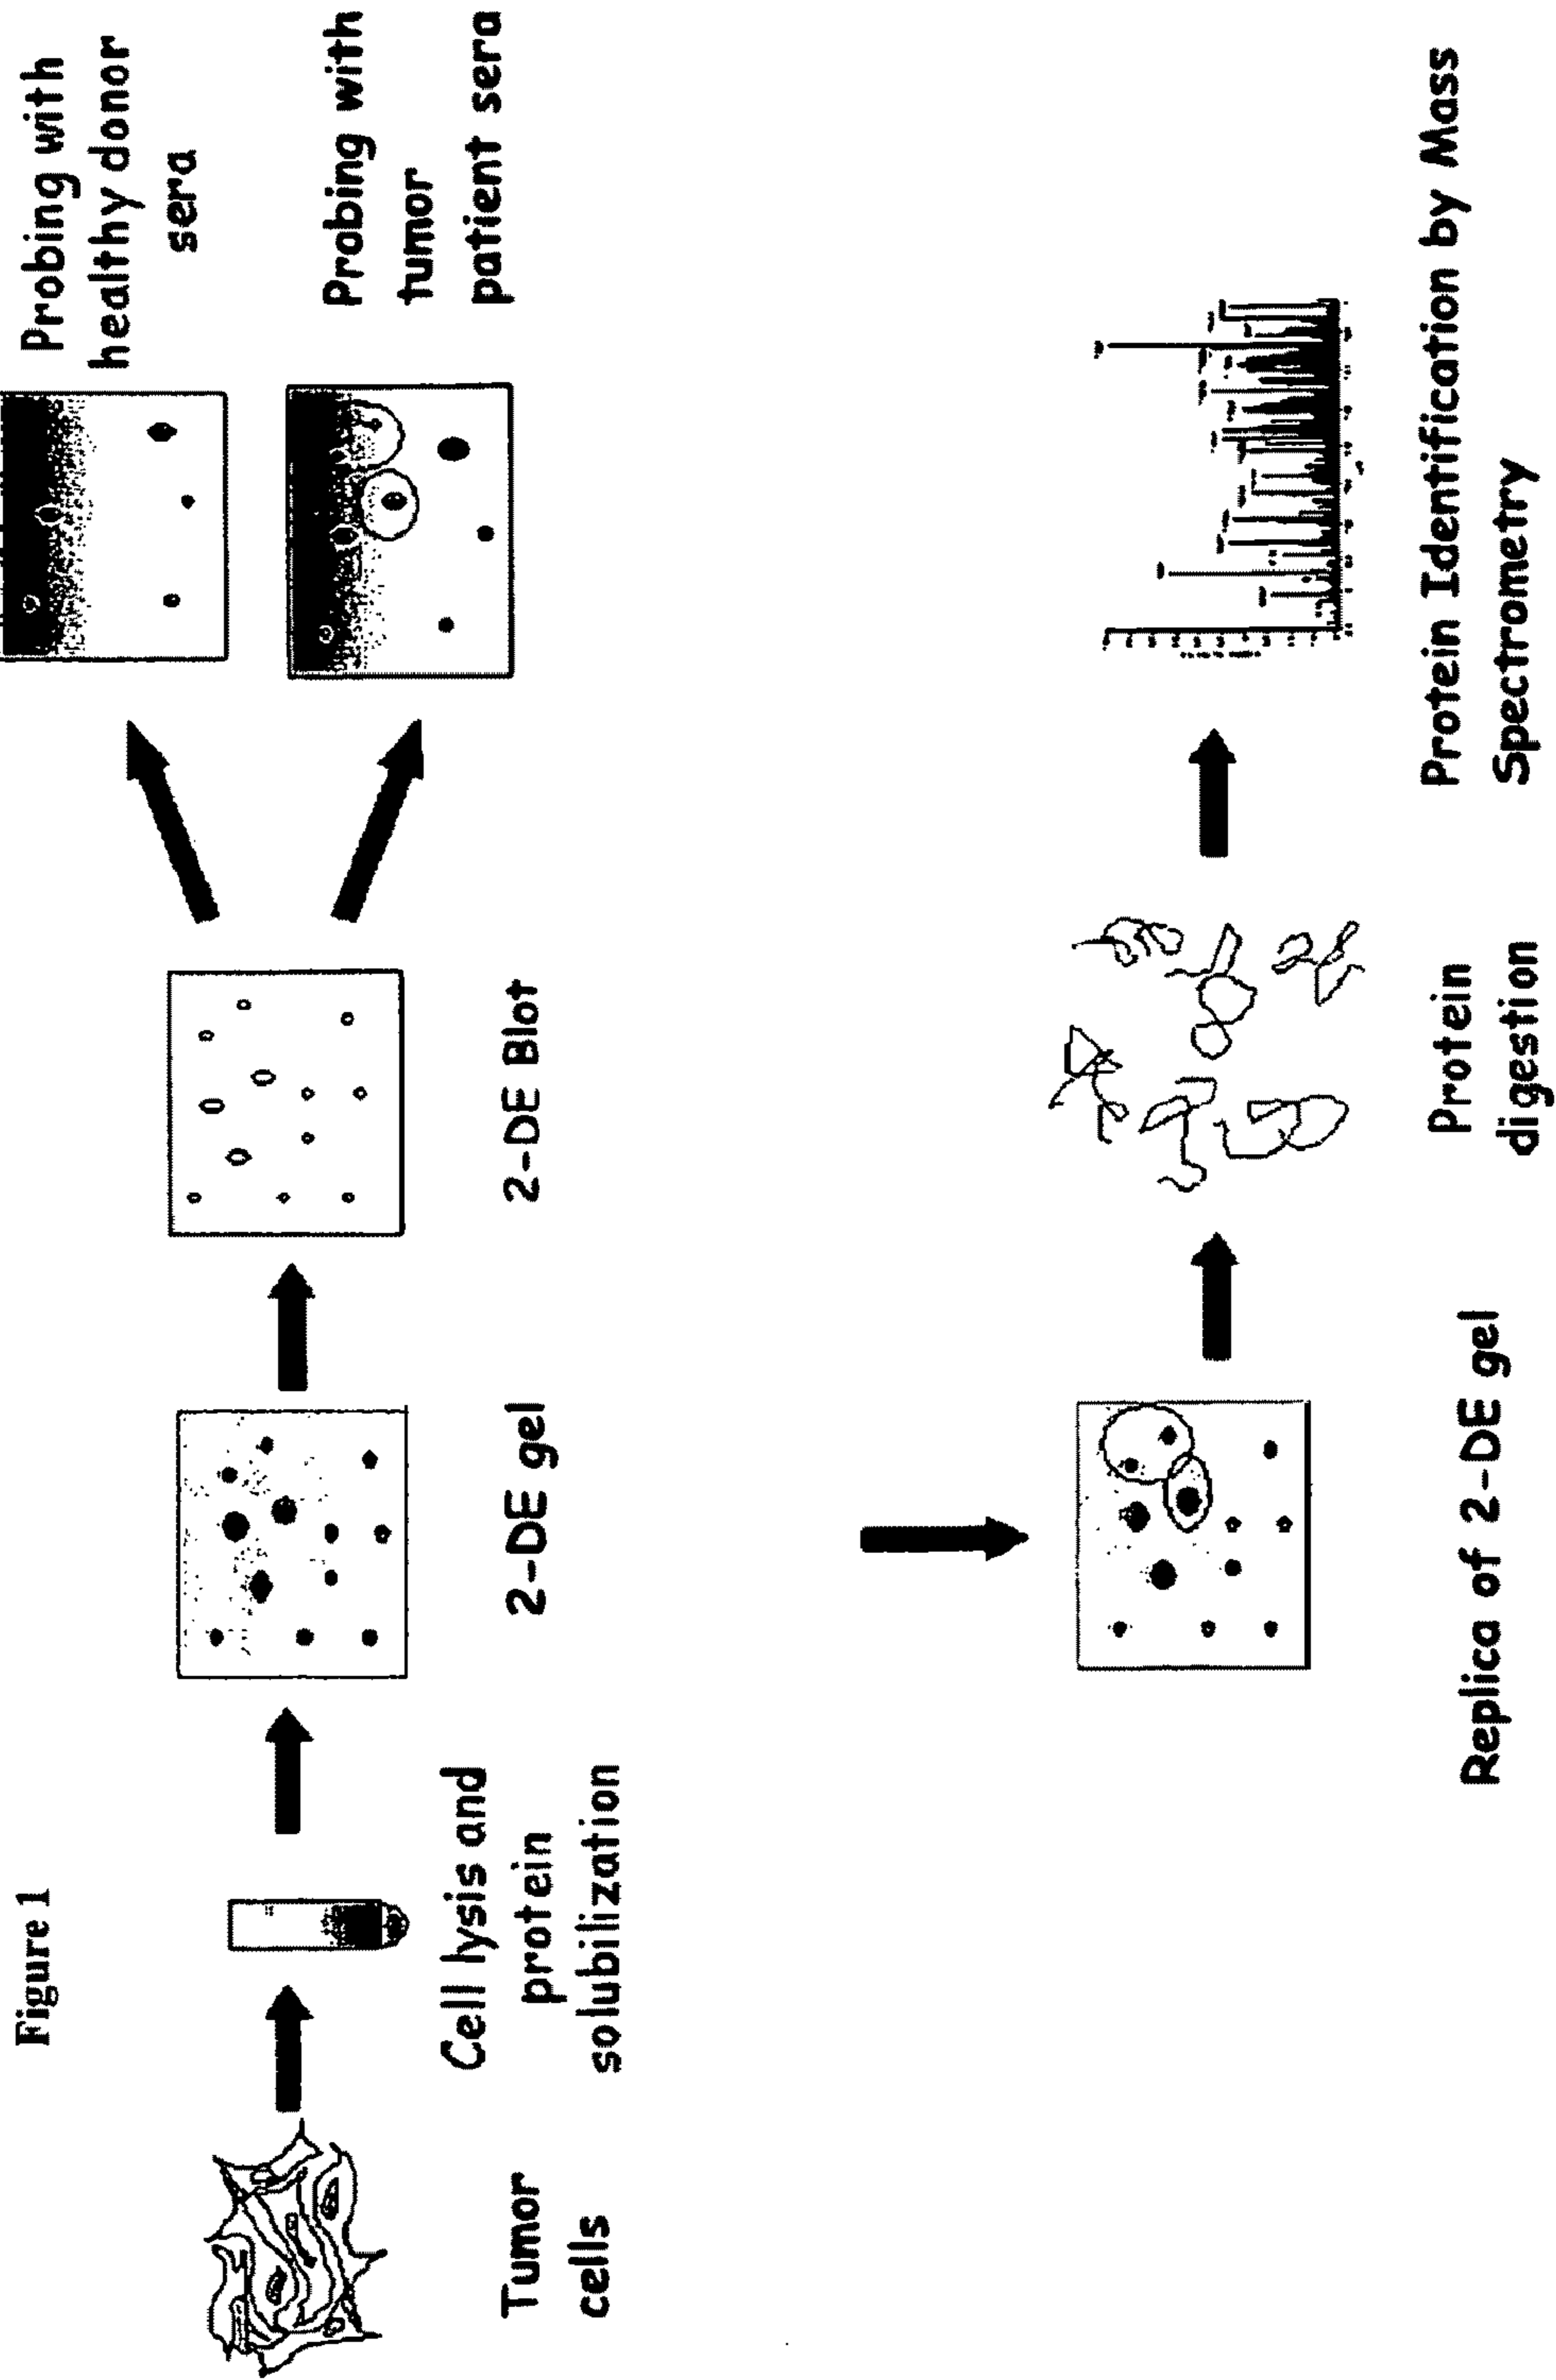 Figure 1
Tumor
cells
Cell lysis and
protein
solubilization
2-DE gel
2-DE Blot
Probing with
healthy donor
sera
Probing with
tumor
patient sera
Replica of 2-DE gel
Protein
digestion
Protein Identification by Mass
Spectrometry